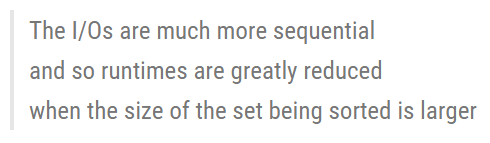 The I/Os are much more sequential
and so runtimes are greatly reduced
when the size of the set being sorted is larger